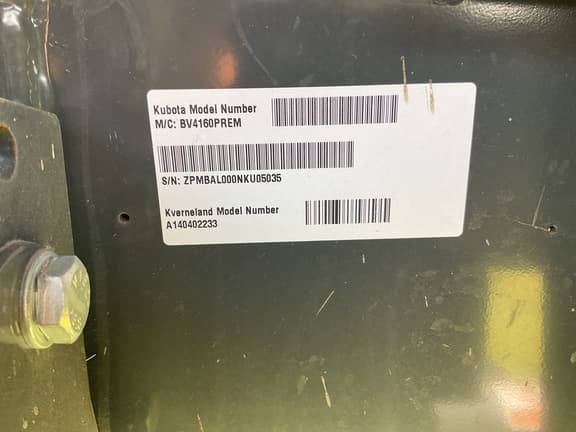 Kubota Model Number
M/C: BV4160PREM
S/N: ZPMBAL000NKU05035
Kverneland Model Number
A140402233